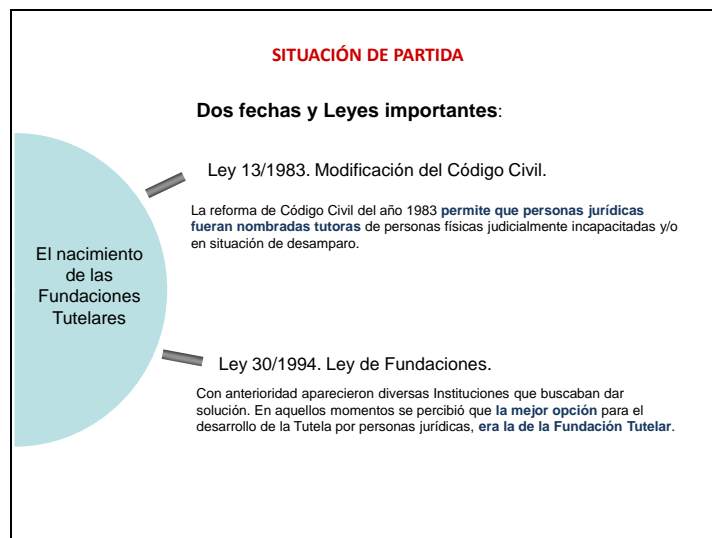 SITUACIÓN DE PARTIDA
Dos fechas y Leyes importantes:
Ley 13/1983. Modificación del Código Civil.
La reforma de Código Civil del año 1983 permite que personas jurídicas
fueran nombradas tutoras de personas físicas judicialmente incapacitadas y/o
en situación de desamparo.
El nacimiento
de las
Fundaciones
Tutelares
Ley 30/1994. Ley de Fundaciones.
Con anterioridad aparecieron diversas Instituciones que buscaban dar
solución. En aquellos momentos se percibió que la mejor opción para el
desarrollo de la Tutela por personas jurídicas, era la de la Fundación Tutelar.